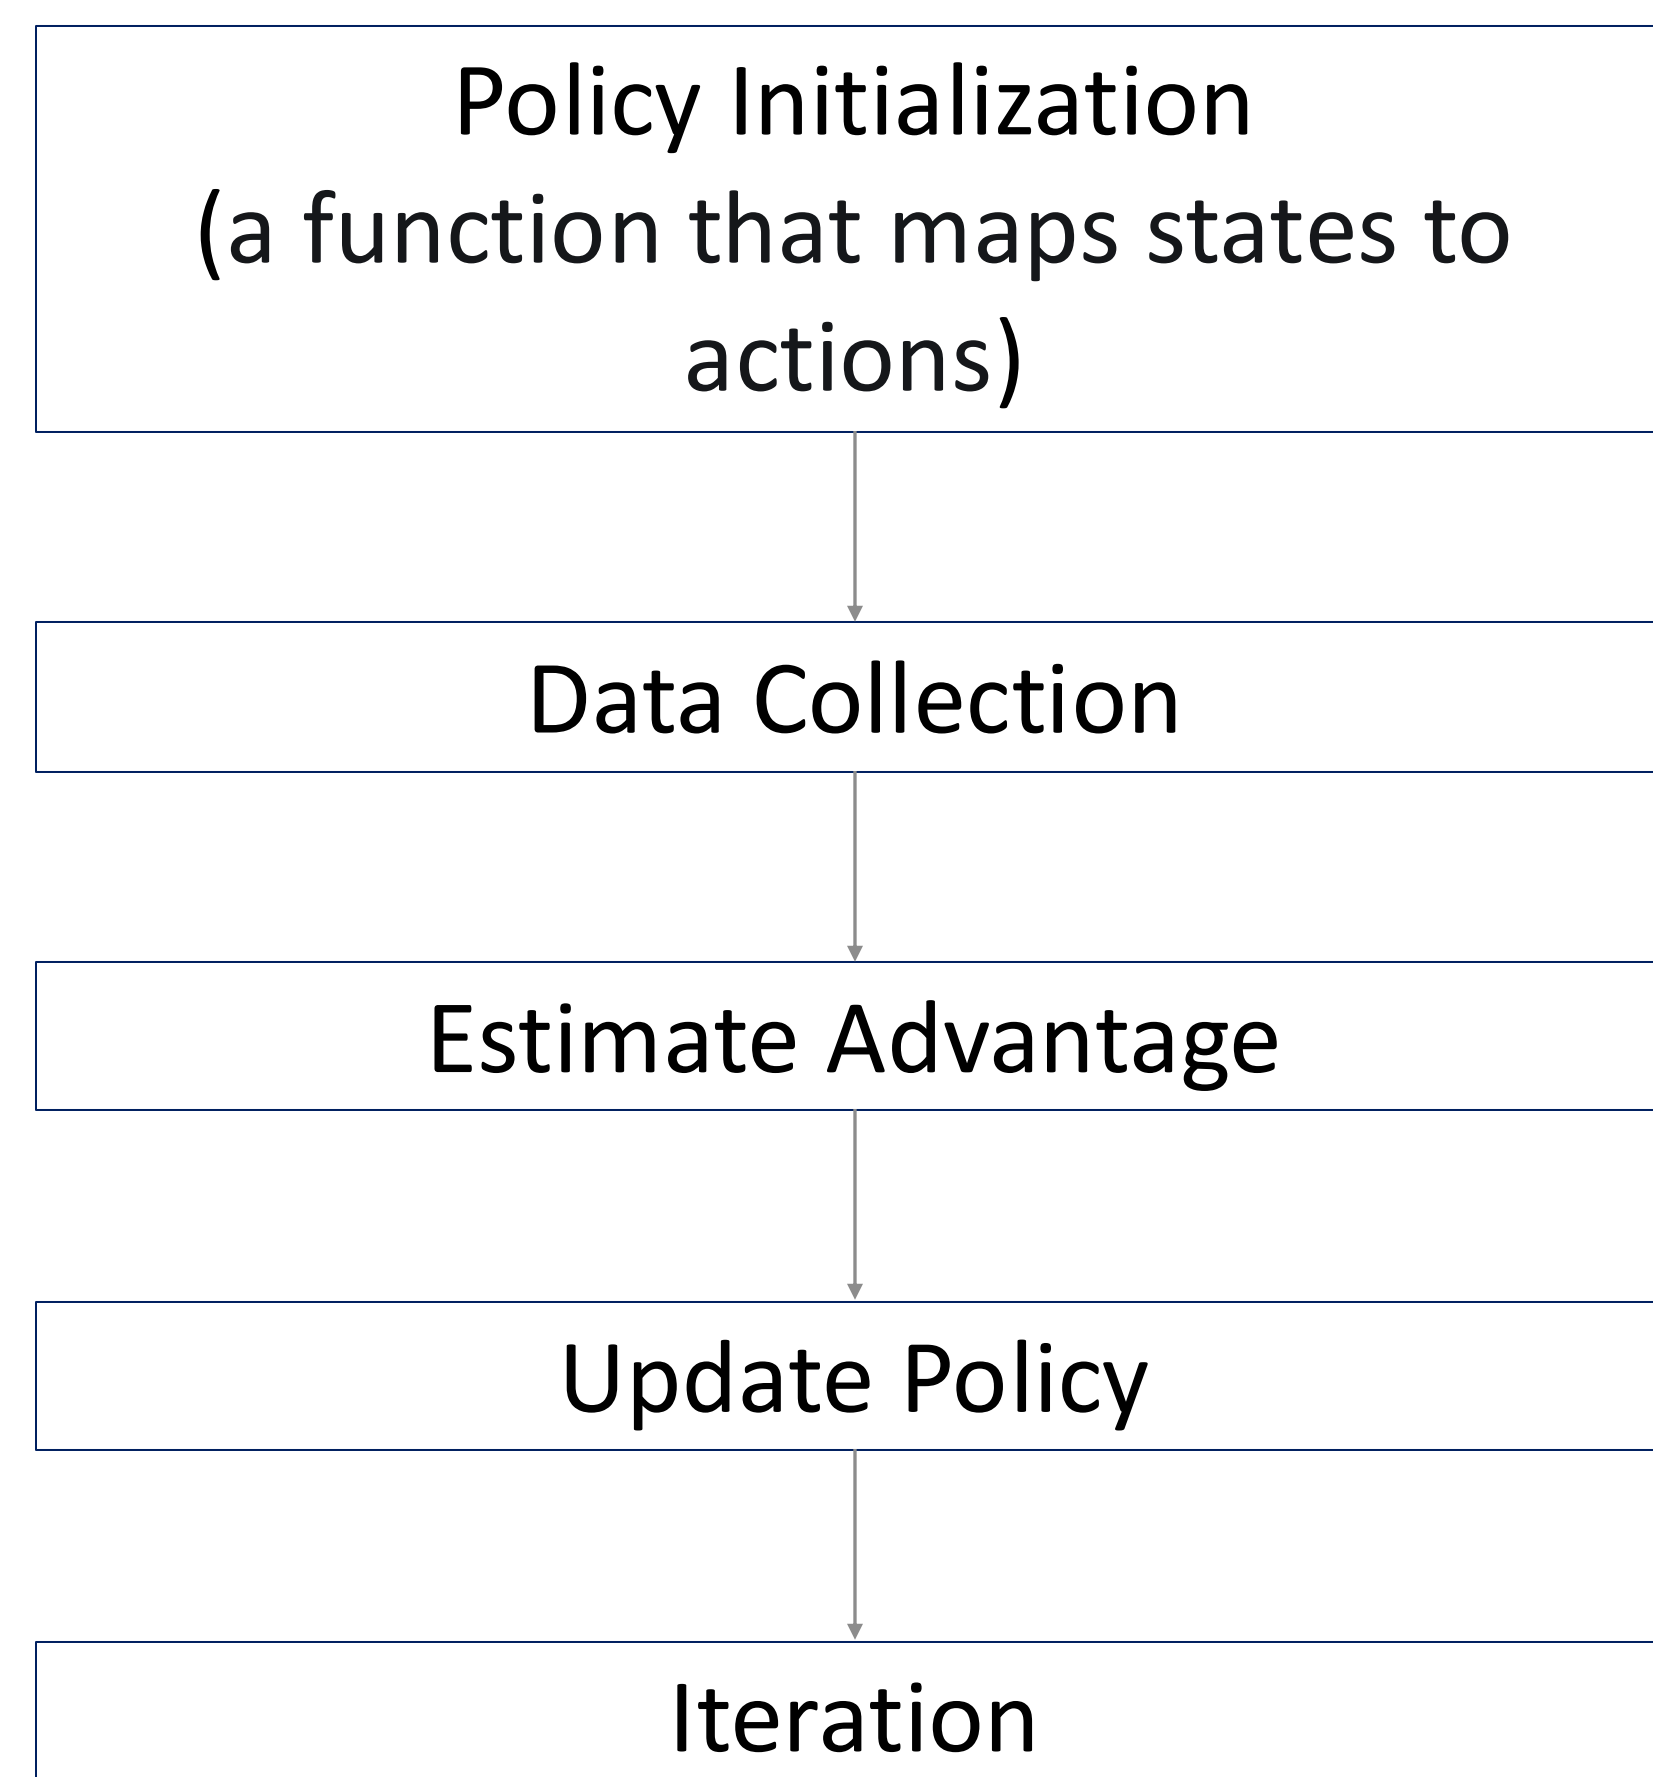 Policy Initialization
(a function that maps states to
actions)
Data Collection
Estimate Advantage
Update Policy
Iteration